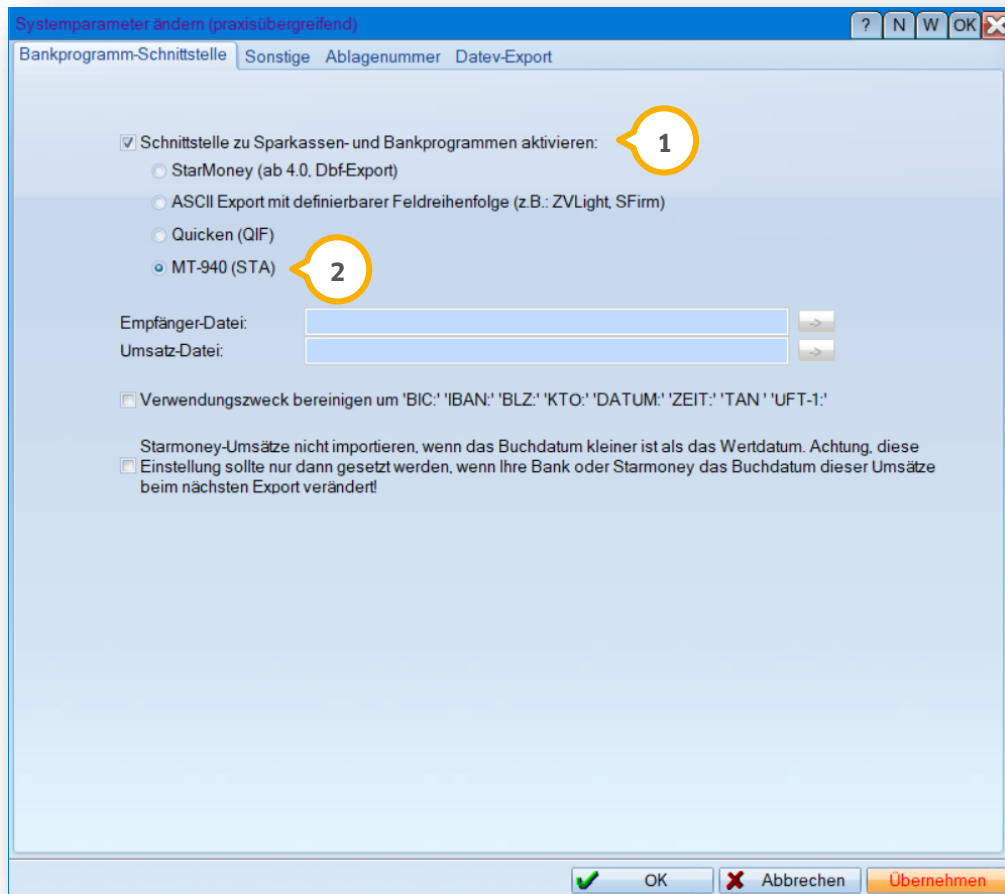 Systemparameter ändern (praxisübergreifend)
? N W OK
Bankprogramm-Schnittstelle Sonstige Ablagenummer Datev-Export
Schnittstelle zu Sparkassen- und Bankprogrammen aktivieren:
1
StarMoney (ab 4.0, Dbf-Export)
ASCII Export mit definierbarer Feldreihenfolge (z.B.: ZVLight, SFirm)
Quicken (QIF)
MT-940 (STA)
2
Empfänger-Datei:
->
Umsatz-Datei:
->
Verwendungszweck bereinigen um 'BIC:' 'IBAN:' 'BLZ:' 'KTO:' 'DATUM:' 'ZEIT:' 'TAN ' 'UFT-1:'
Starmoney-Umsätze nicht importieren, wenn das Buchdatum kleiner ist als das Wertdatum. Achtung, diese
Einstellung sollte nur dann gesetzt werden, wenn Ihre Bank oder Starmoney das Buchdatum dieser Umsätze
beim nächsten Export verändert!
OK Abbrechen Übernehmen